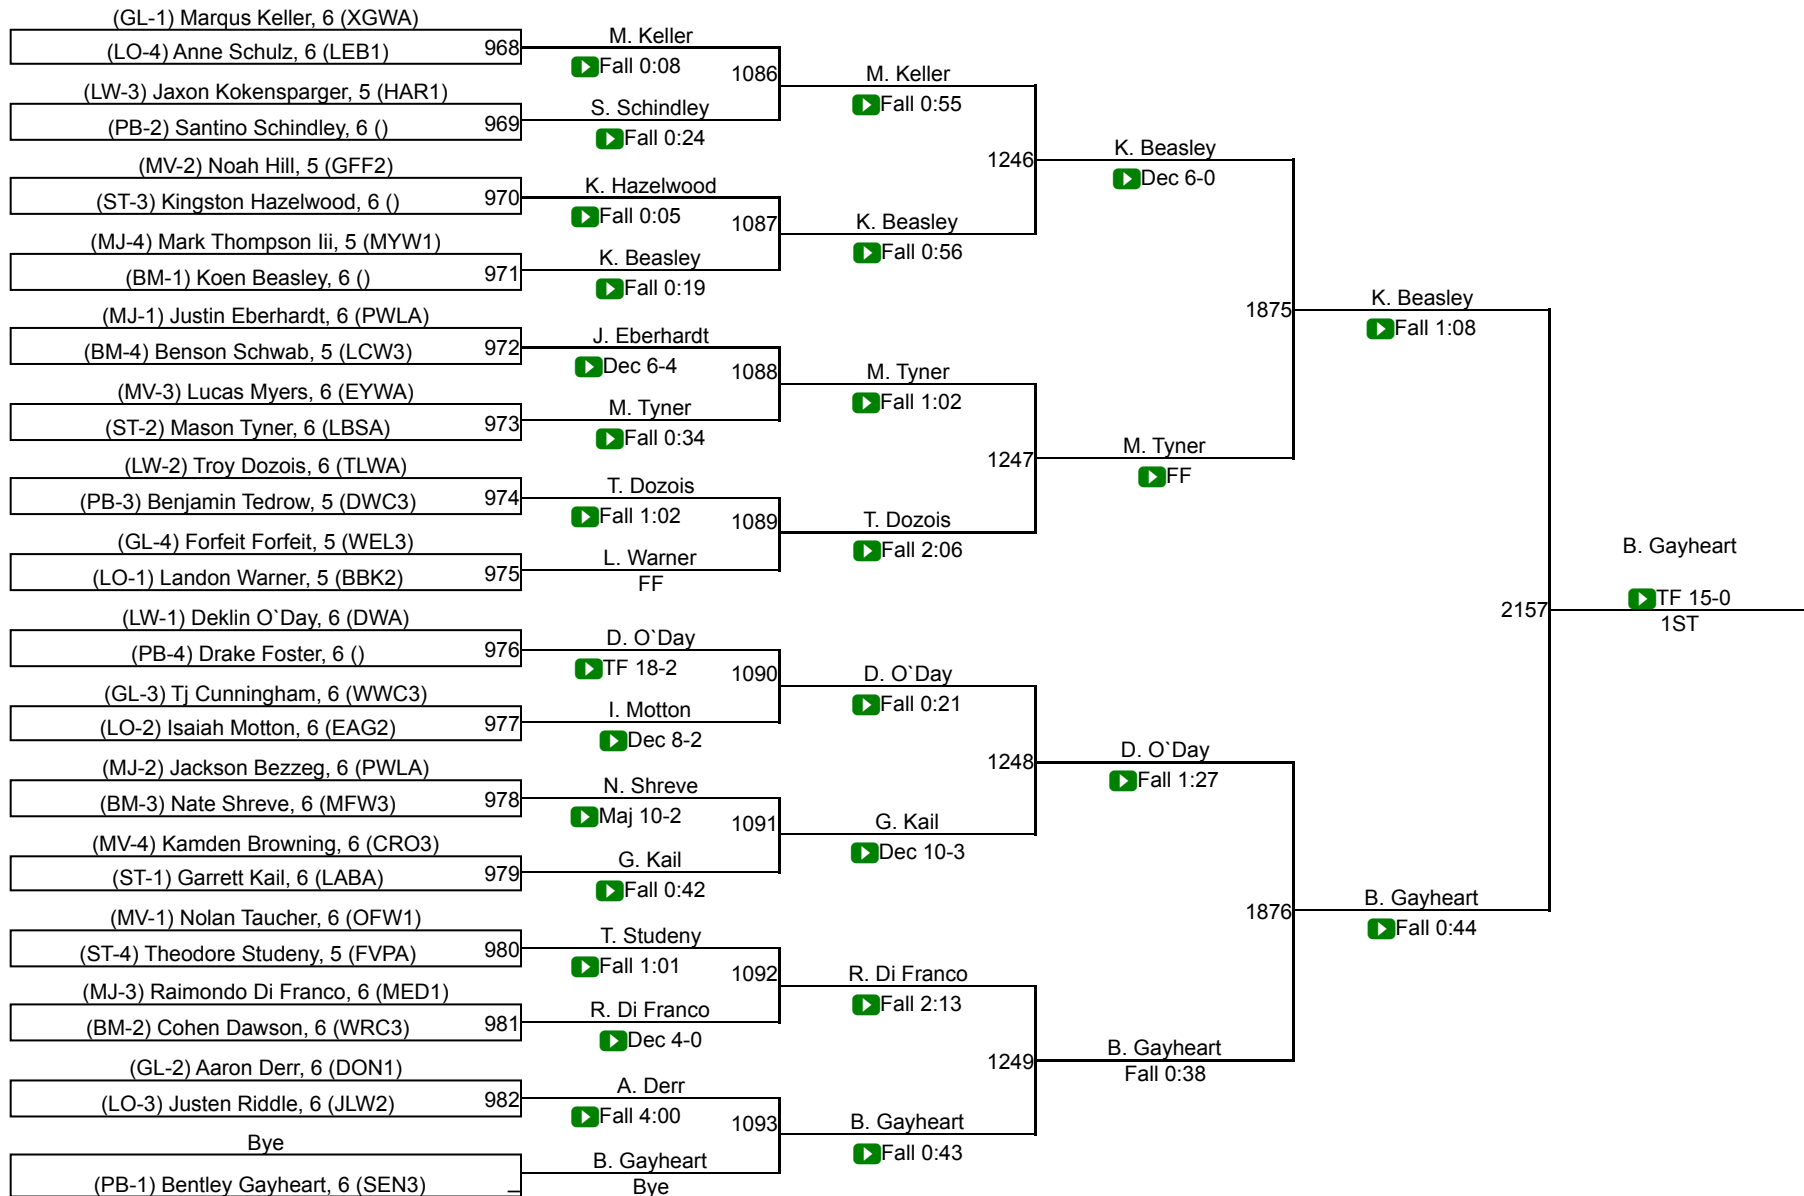 (GL-1) Marqus Keller, 6 (XGWA)
(LO-4) Anne Schulz, 6 (LEB1)
968
(LW-3) Jaxon Kokensparger, 5 (HAR1)
(PB-2) Santino Schindley, 6 ()
969
(MV-2) Noah Hill, 5 (GFF2)
(ST-3) Kingston Hazelwood, 6 ()
970
(MJ-4) Mark Thompson Iii, 5 (MYW1)
(BM-1) Koen Beasley, 6 ()
971
(MJ-1) Justin Eberhardt, 6 (PWLA)
(BM-4) Benson Schwab, 5 (LCW3)
972
(MV-3) Lucas Myers, 6 (EYWA)
(ST-2) Mason Tyner, 6 (LBSA)
973
(LW-2) Troy Dozois, 6 (TLWA)
(PB-3) Benjamin Tedrow, 5 (DWC3)
974
(GL-4) Forfeit Forfeit, 5 (WEL3)
(LO-1) Landon Warner, 5 (BBK2)
975
(LW-1) Deklin O`Day, 6 (DWA)
(PB-4) Drake Foster, 6 ()
976
(GL-3) Tj Cunningham, 6 (WWC3)
(LO-2) Isaiah Motton, 6 (EAG2)
977
(MJ-2) Jackson Bezzeg, 6 (PWLA)
(BM-3) Nate Shreve, 6 (MFW3)
978
(MV-4) Kamden Browning, 6 (CRO3)
(ST-1) Garrett Kail, 6 (LABA)
979
(MV-1) Nolan Taucher, 6 (OFW1)
(ST-4) Theodore Studeny, 5 (FVPA)
980
(MJ-3) Raimondo Di Franco, 6 (MED1)
(BM-2) Cohen Dawson, 6 (WRC3)
981
(GL-2) Aaron Derr, 6 (DON1)
(LO-3) Justen Riddle, 6 (JLW2)
982
Bye
(PB-1) Bentley Gayheart, 6 (SEN3)
M. Keller
Fall 0:08
1086
S. Schindley
Fall 0:24
K. Hazelwood
Fall 0:05
1087
K. Beasley
Fall 0:19
J. Eberhardt
Dec 6-4
1088
M. Tyner
Fall 0:34
T. Dozois
Fall 1:02
1089
L. Warner
FF
D. O`Day
TF 18-2
1090
I. Motton
Dec 8-2
N. Shreve
Maj 10-2
1091
G. Kail
Fall 0:42
T. Studeny
Fall 1:01
1092
R. Di Franco
Dec 4-0
A. Derr
Fall 4:00
1093
B. Gayheart
Bye
M. Keller
Fall 0:55
1246
K. Beasley
Fall 0:56
M. Tyner
Fall 1:02
1247
T. Dozois
Fall 2:06
D. O`Day
Fall 0:21
1248
G. Kail
Dec 10-3
R. Di Franco
Fall 2:13
1249
B. Gayheart
Fall 0:43
K. Beasley
Dec 6-0
1875
M. Tyner
FF
D. O`Day
Fall 1:27
1876
B. Gayheart
Fall 0:38
K. Beasley
Fall 1:08
2157
B. Gayheart
Fall 0:44
B. Gayheart
TF 15-0
1ST